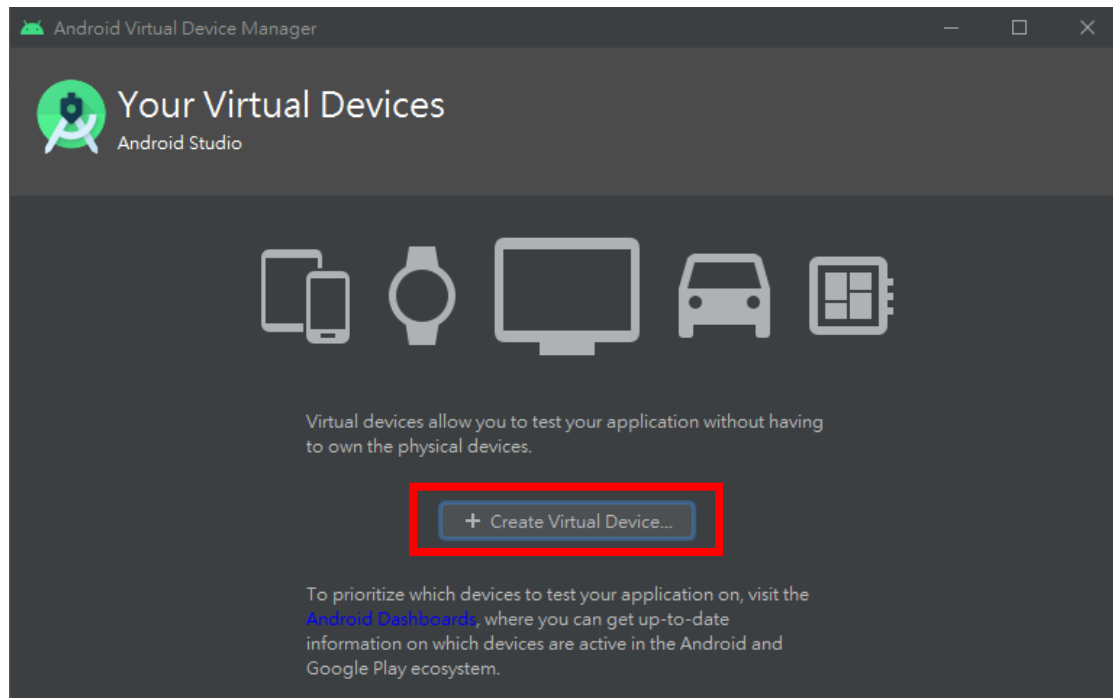 Android Virtual Device Manager
Your Virtual Devices
Android Studio
Virtual devices allow you to test your application without having
to own the physical devices.
+ Create Virtual Device...
To prioritize which devices to test your application on, visit the
Android Dashboards, where you can get up-to-date
information on which devices are active in the Android and
Google Play ecosystem.